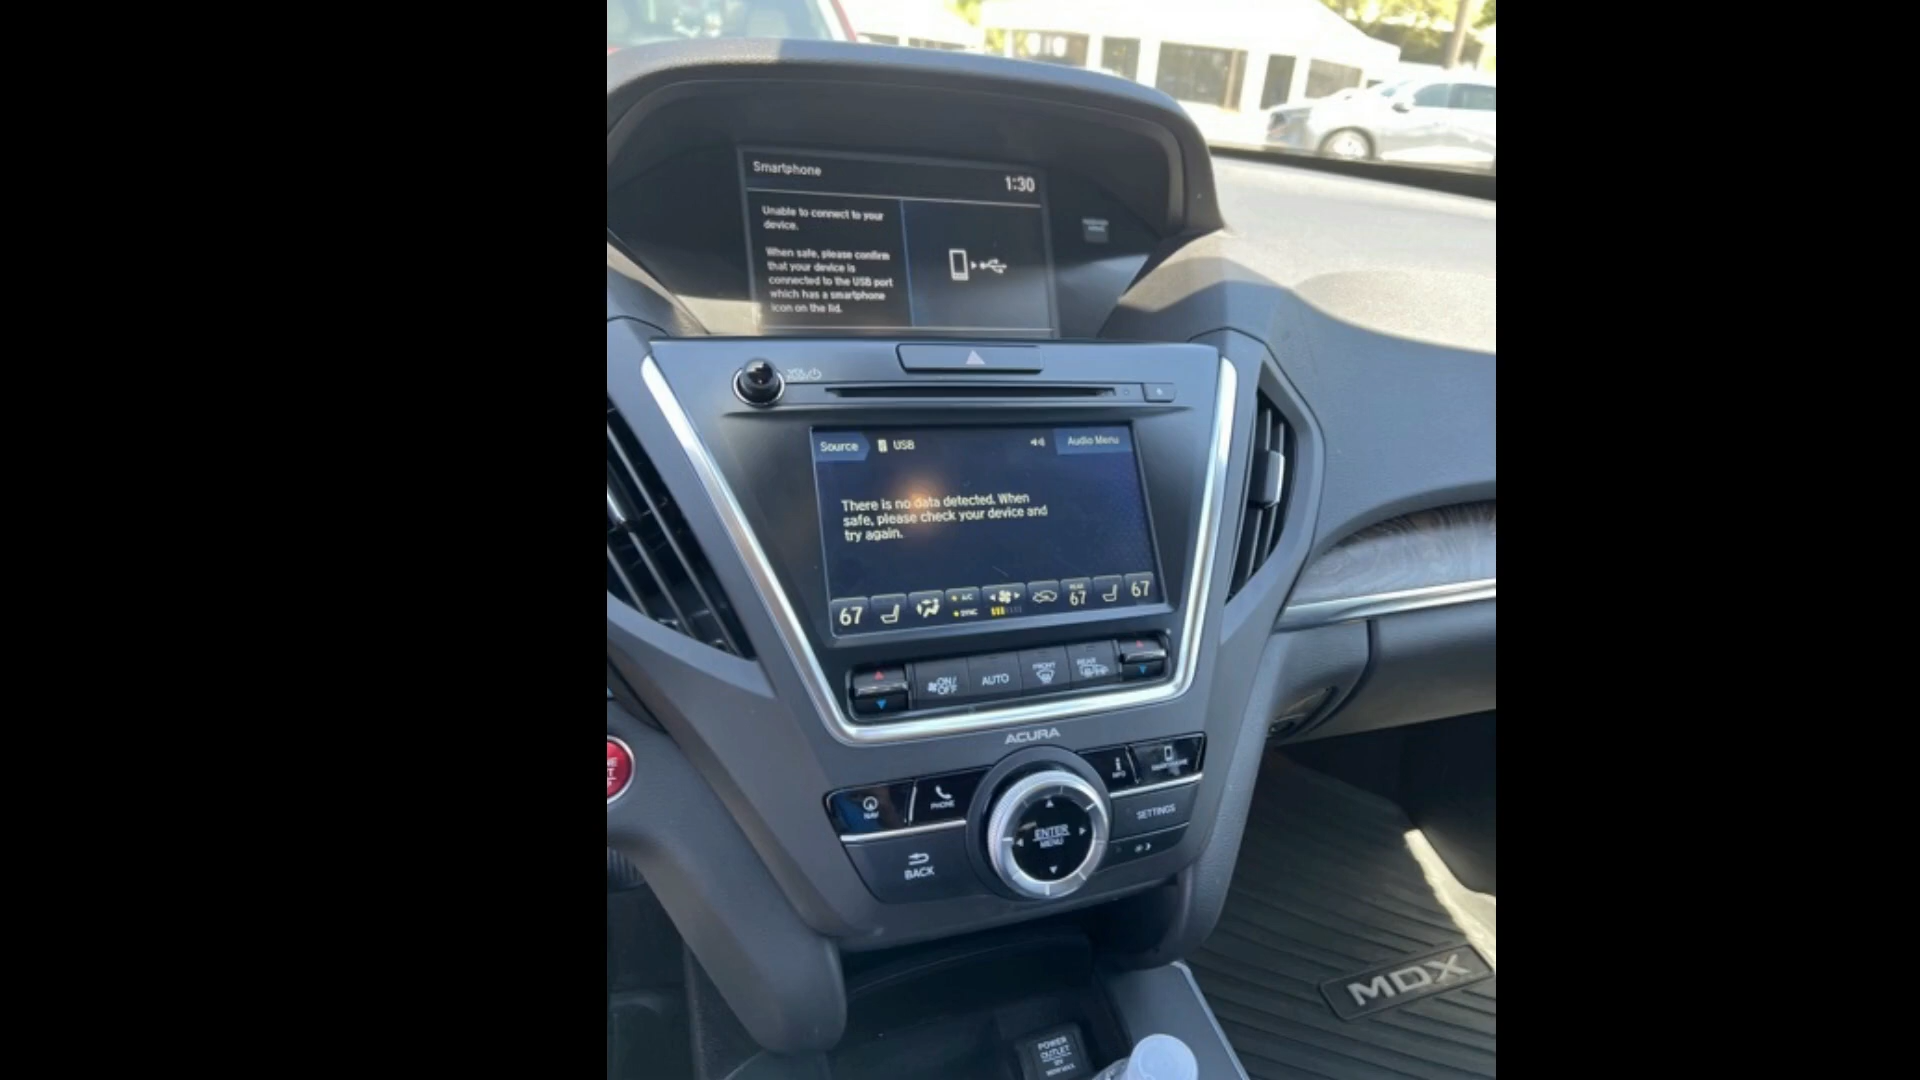 Smartphone
1:30
Unable to connect to your
device.
When safe, please confirm
that your device is
connected to the USB port
which has a smartphone
icon on the lid.
Source
USB
Audio Menu
There is no data detected. When
safe, please check your device and
try again.
67
A/C
SYNC
REAR
67
67
ON/
OFF
AUTO
FRONT
REAR
ACURA
NAV
PHONE
INFO
SMARTPHONE
ENTER
MENU
SETTINGS
BACK
MDX
POWER
OUTLET